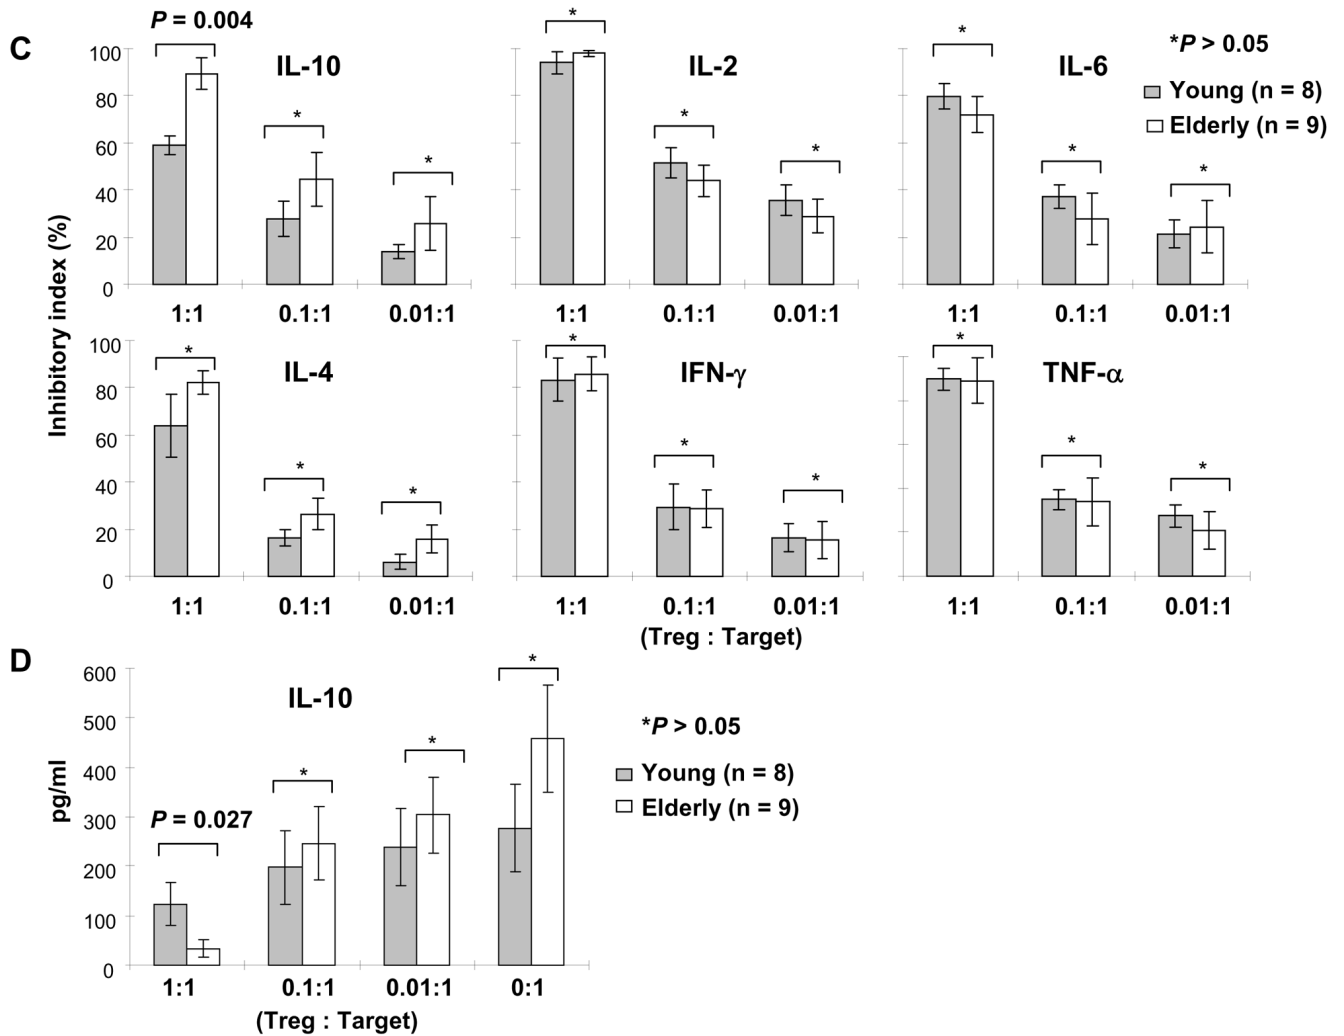 C
P = 0.004
IL-10
IL-2
IL-6
*P > 0.05
Young (n = 8)
Elderly (n = 9)
Inhibitory index (%)
100
80
60
40
20
0
*
*
*
*
*
*
*
*
1:1
0.1:1
0.01:1
1:1
0.1:1
0.01:1
1:1
0.1:1
0.01:1
IL-4
IFN-γ
TNF-α
100
80
60
40
20
0
*
*
*
*
*
*
*
*
*
1:1
0.1:1
0.01:1
1:1
0.1:1
0.01:1
1:1
0.1:1
0.01:1
(Treg : Target)
D
IL-10
*P > 0.05
Young (n = 8)
Elderly (n = 9)
P = 0.027
*
*
*
pg/ml
600
500
400
300
200
100
0
1:1
0.1:1
0.01:1
0:1
(Treg : Target)